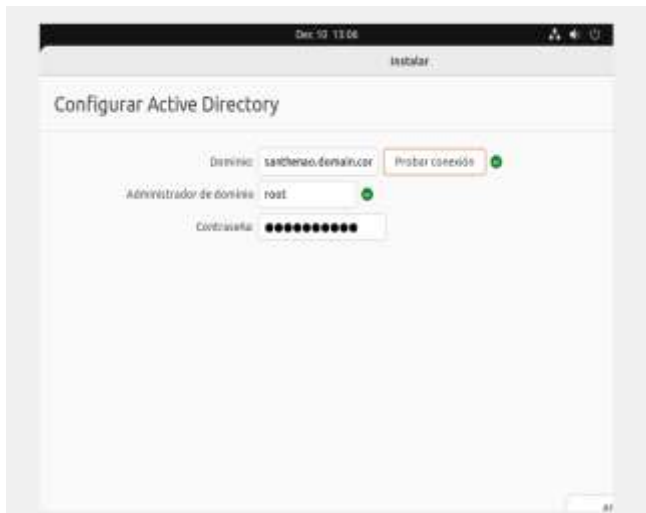 Dec 10 13:06
Instalar
Configurar Active Directory
Dominio: santhenao.domain.cor Probar conexión
Administrador de dominio root
Contraseña: ●●●●●●●●●●